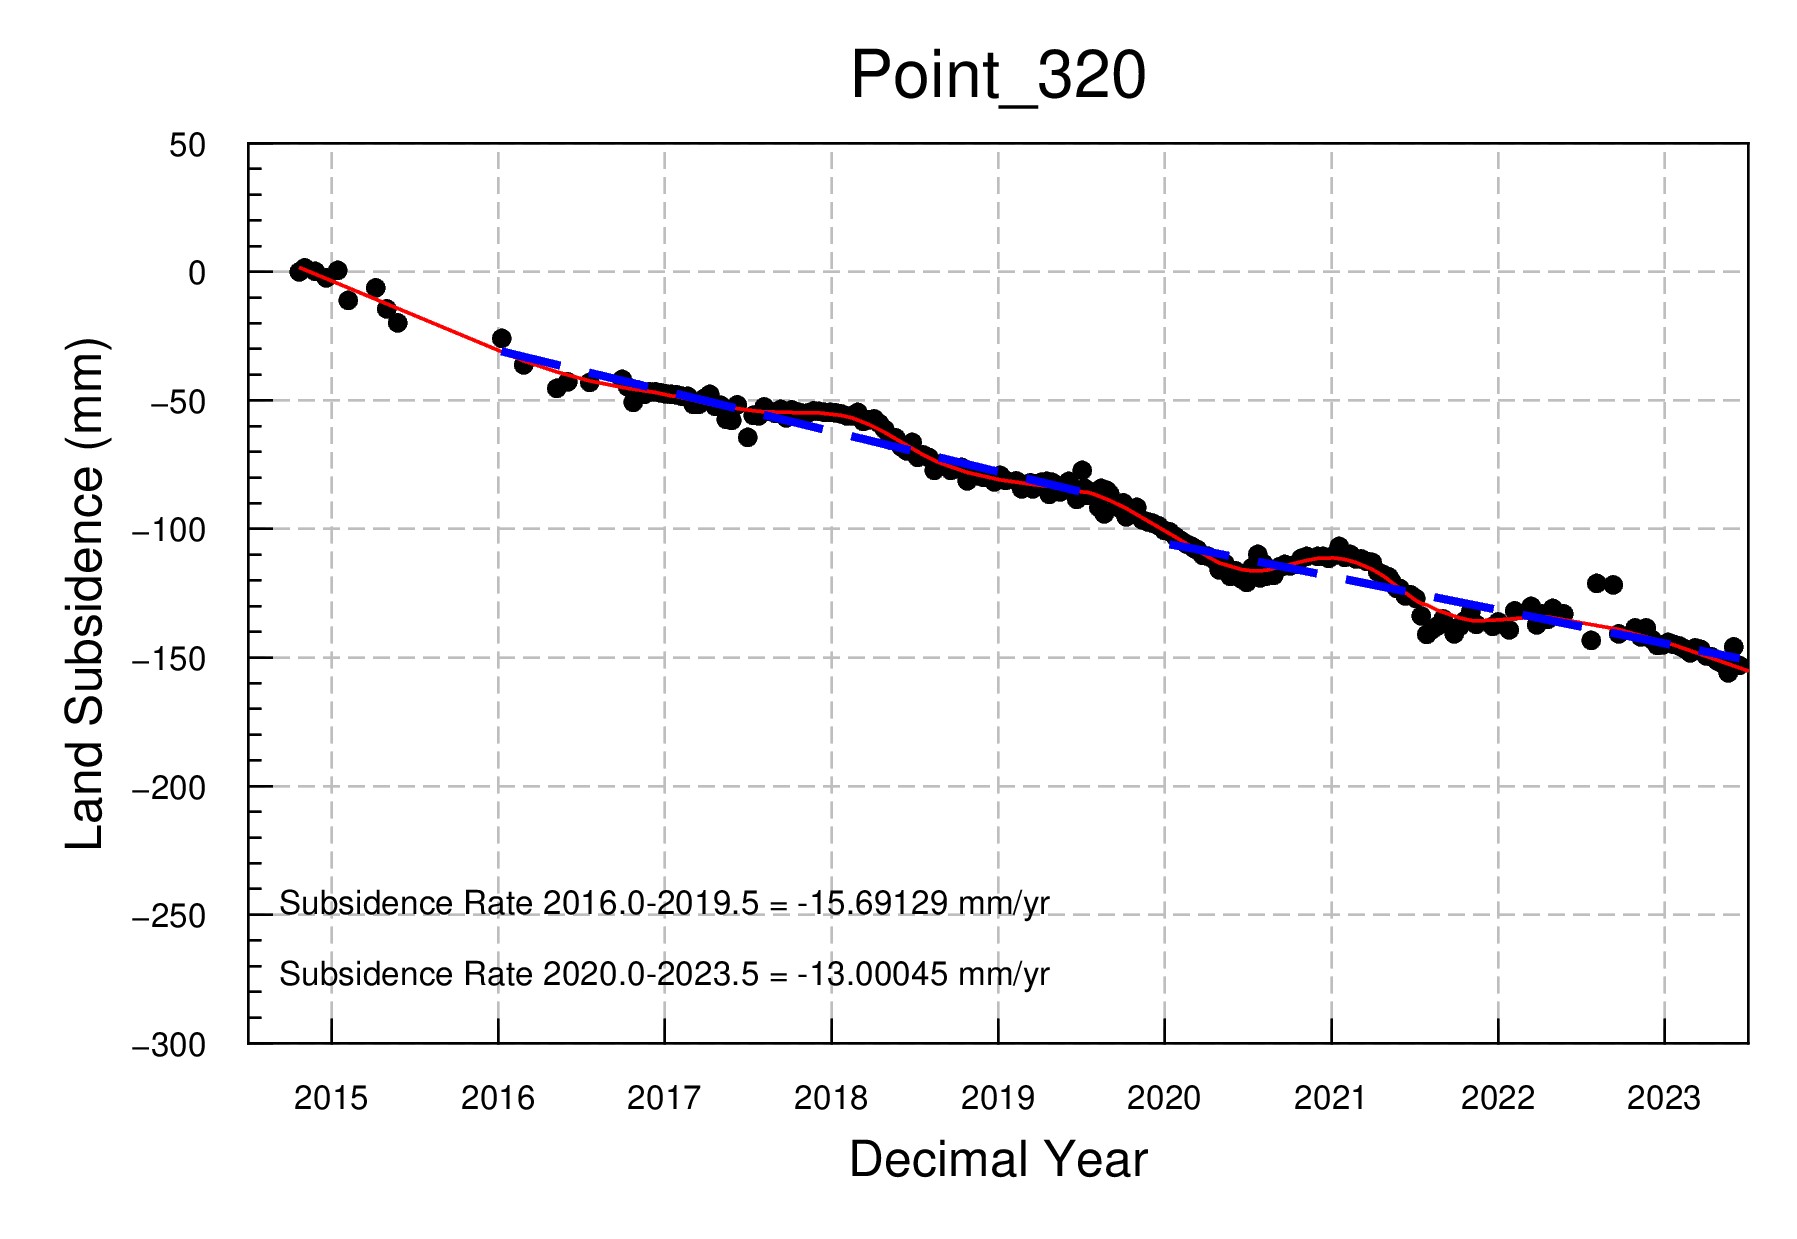 Point_320
50
0
−50
−100
−150
−200
−250
−300
Land Subsidence (mm)
Subsidence Rate 2016.0-2019.5 = -15.69129 mm/yr
Subsidence Rate 2020.0-2023.5 = -13.00045 mm/yr
2015 2016 2017 2018 2019 2020 2021 2022 2023
Decimal Year